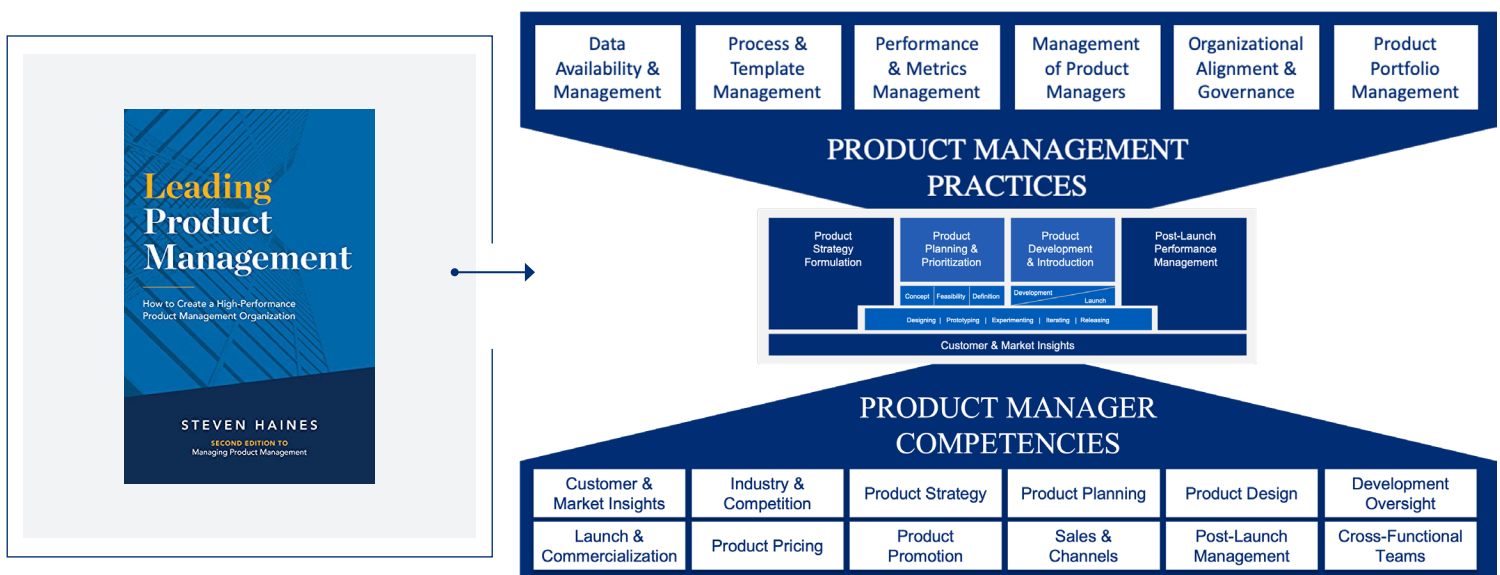 Leading
Product
Management
How to Create a High-Performance
Product Management Organization
STEVEN HAINES
SECOND EDITION TO
Managing Product Management
Data
Availability &
Management
Process &
Template
Management
Performance
& Metrics
Management
Management
of Product
Managers
Organizational
Alignment &
Governance
Product
Portfolio
Management
PRODUCT MANAGEMENT
PRACTICES
Product
Strategy
Formulation
Product
Planning &
Prioritization
Product
Development
& Introduction
Post-Launch
Performance
Management
Concept
Feasibility
Definition
Development
Launch
Designing | Prototyping | Experimenting | Iterating | Releasing
Customer & Market Insights
PRODUCT MANAGER
COMPETENCIES
Customer &
Market Insights
Industry &
Competition
Product Strategy
Product Planning
Product Design
Development
Oversight
Launch &
Commercialization
Product Pricing
Product
Promotion
Sales &
Channels
Post-Launch
Management
Cross-Functional
Teams